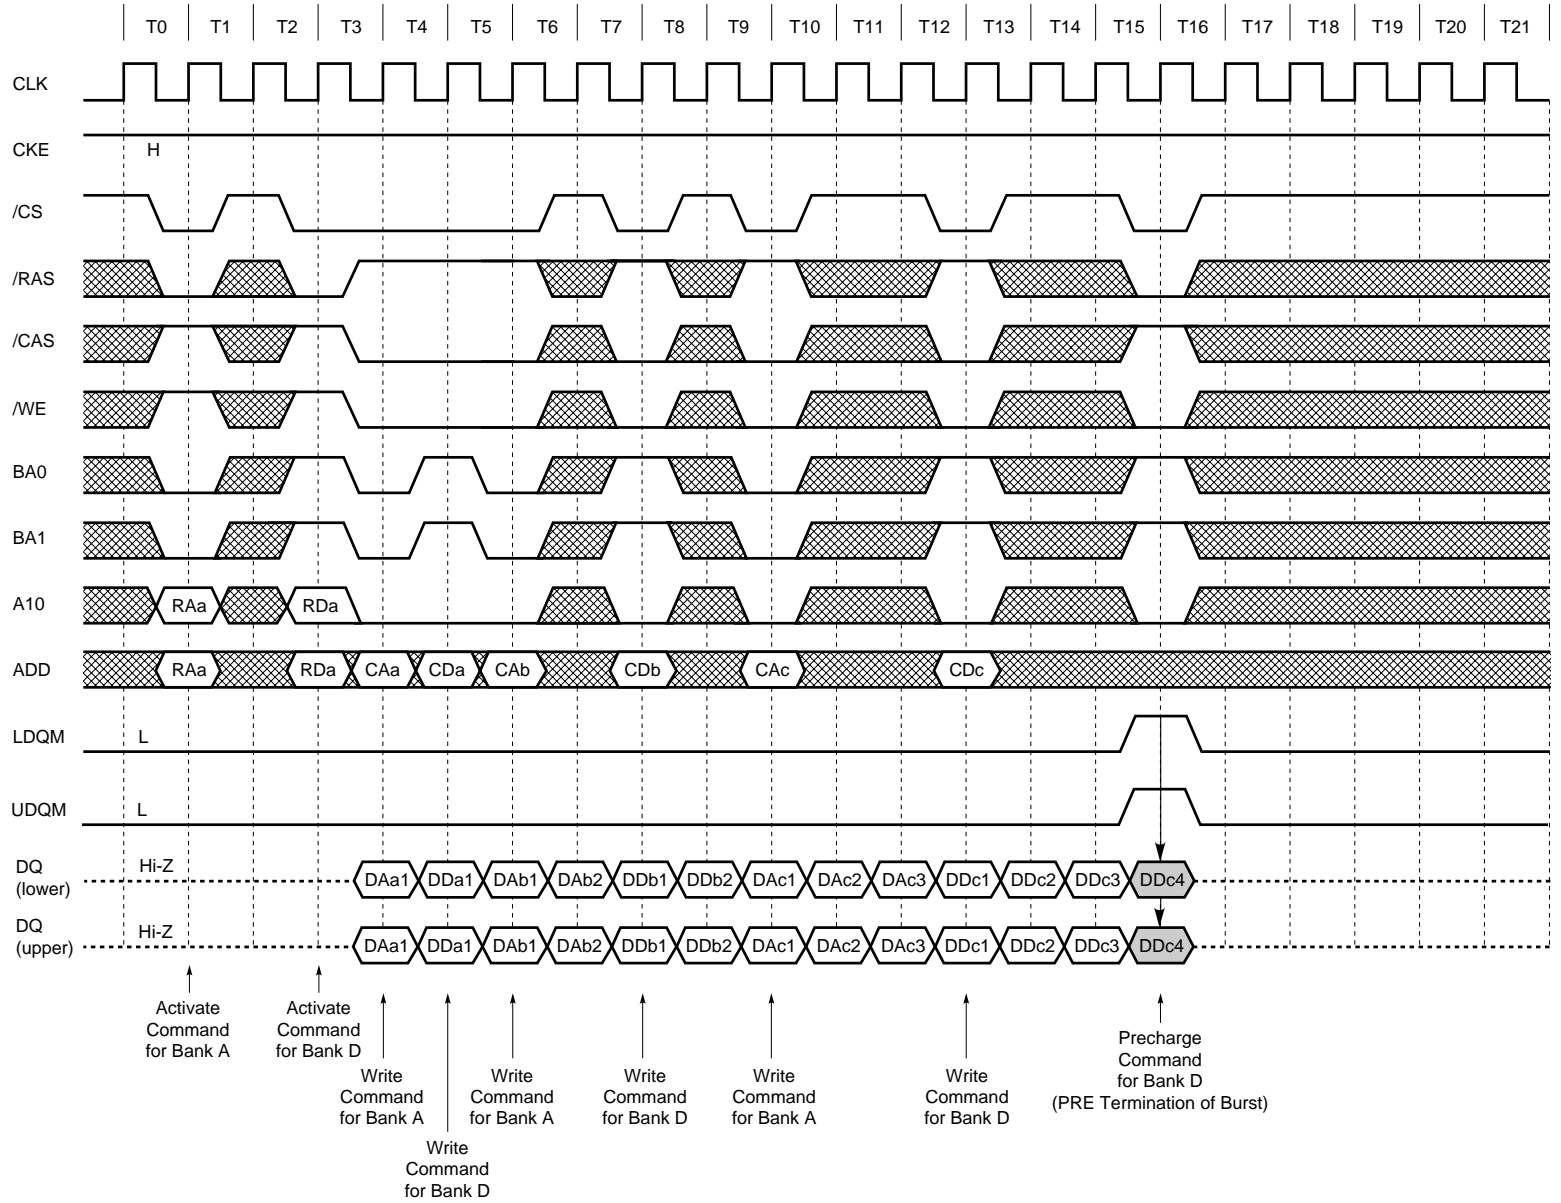 T0 T1 T2 T3 T4 T5 T6 T7 T8 T9 T10 T11 T12 T13 T14 T15 T16 T17 T18 T19 T20 T21
CLK
CKE H
/CS
/RAS
/CAS
/WE
BA0
BA1
A10 RAa RDa
ADD RAa RDa CAa CDa CAb CDb CAc CDc
LDQM L
UDQM L
DQ
(lower)
Hi-Z DAa1 DDa1 DAb1 DAb2 DDb1 DDb2 DAc1 DAc2 DAc3 DDc1 DDc2 DDc3 DDc4
DQ
(upper)
Hi-Z DAa1 DDa1 DAb1 DAb2 DDb1 DDb2 DAc1 DAc2 DAc3 DDc1 DDc2 DDc3 DDc4
Activate
Command
for Bank A
Activate
Command
for Bank D
Write
Command
for Bank A
Write
Command
for Bank D
Write
Command
for Bank A
Write
Command
for Bank D
Write
Command
for Bank A
Write
Command
for Bank D
Precharge
Command
for Bank D
(PRE Termination of Burst)